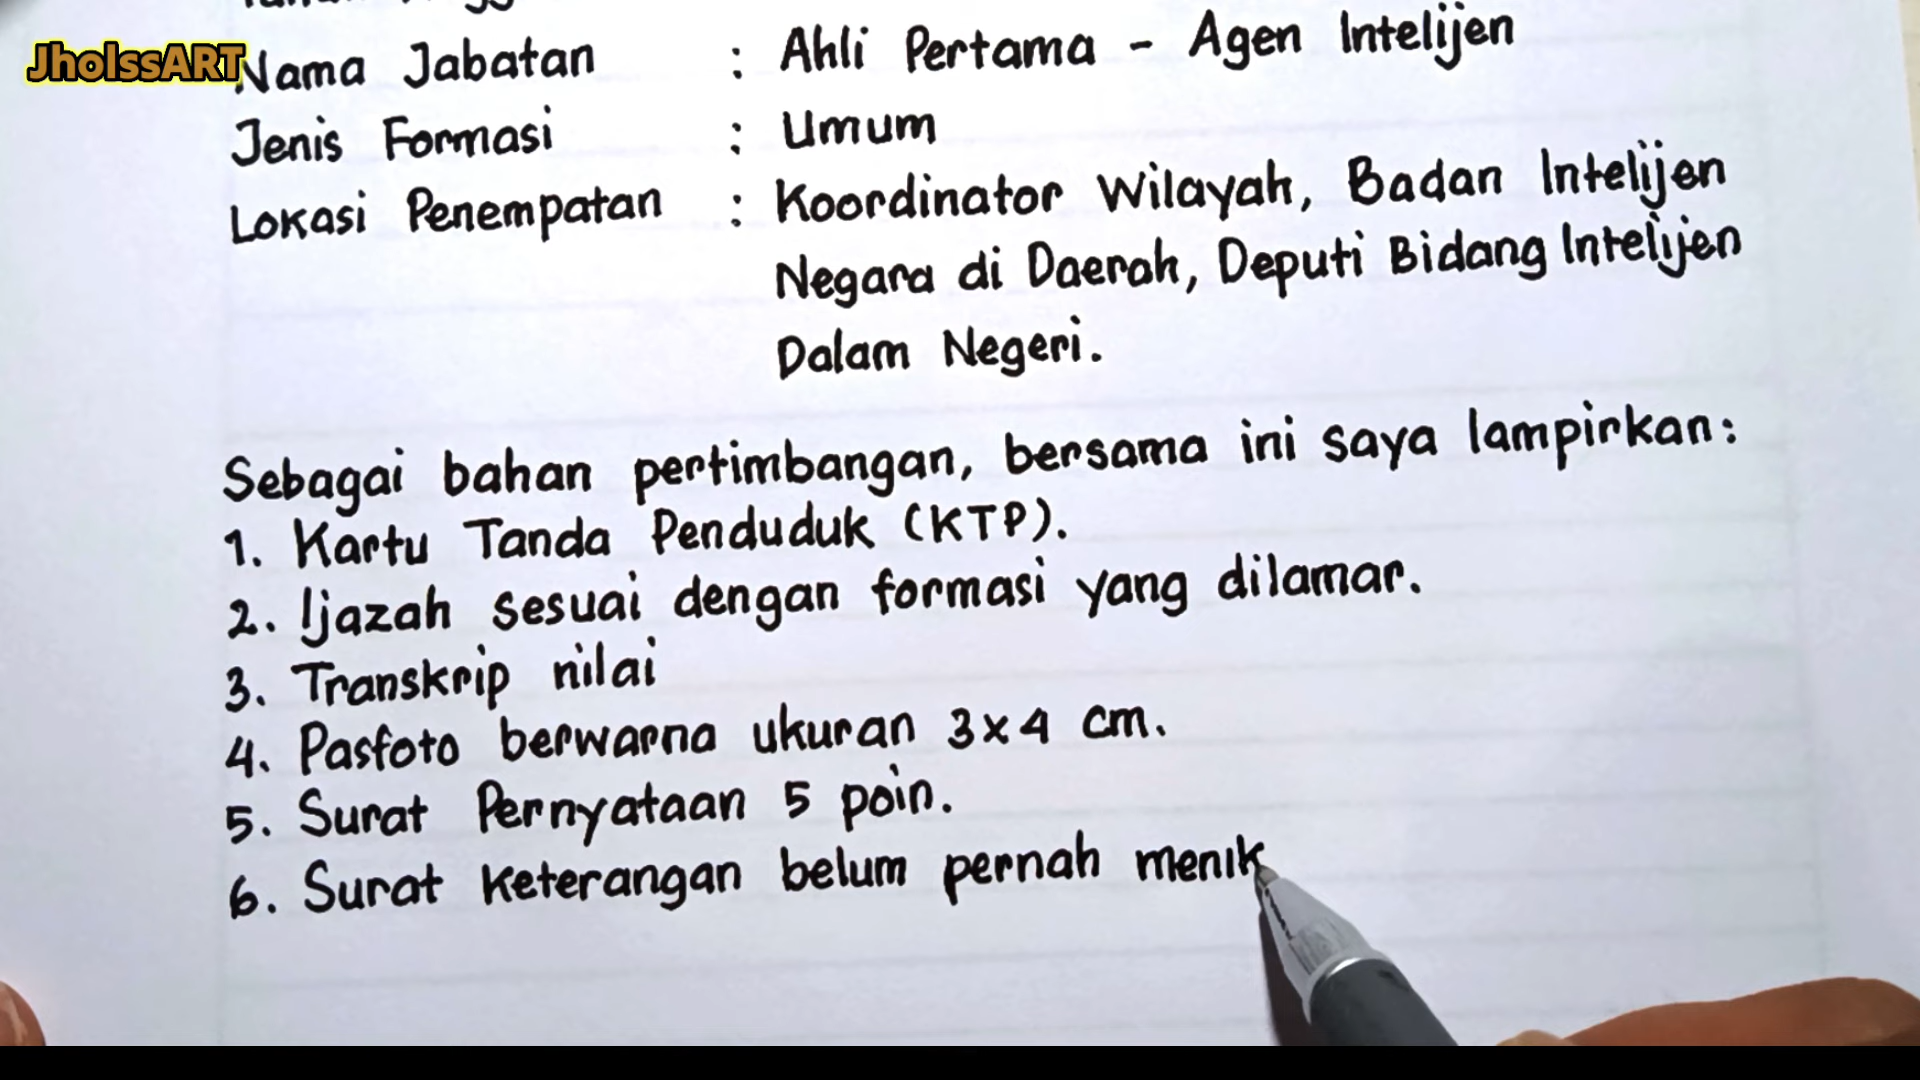 JhoIssART
Nama Jabatan : Ahli Pertama - Agen Intelijen
Jenis Formasi : Umum
Lokasi Penempatan : Koordinator Wilayah, Badan Intelijen
Negara di Daerah, Deputi Bidang Intelijen
Dalam Negeri.
Sebagai bahan pertimbangan, bersama ini saya lampirkan:
1. Kartu Tanda Penduduk (KTP).
2. Ijazah sesuai dengan formasi yang dilamar.
3. Transkrip nilai
4. Pasfoto berwarna ukuran 3x4 cm.
5. Surat Pernyataan 5 poin.
6. Surat Keterangan belum pernah menik